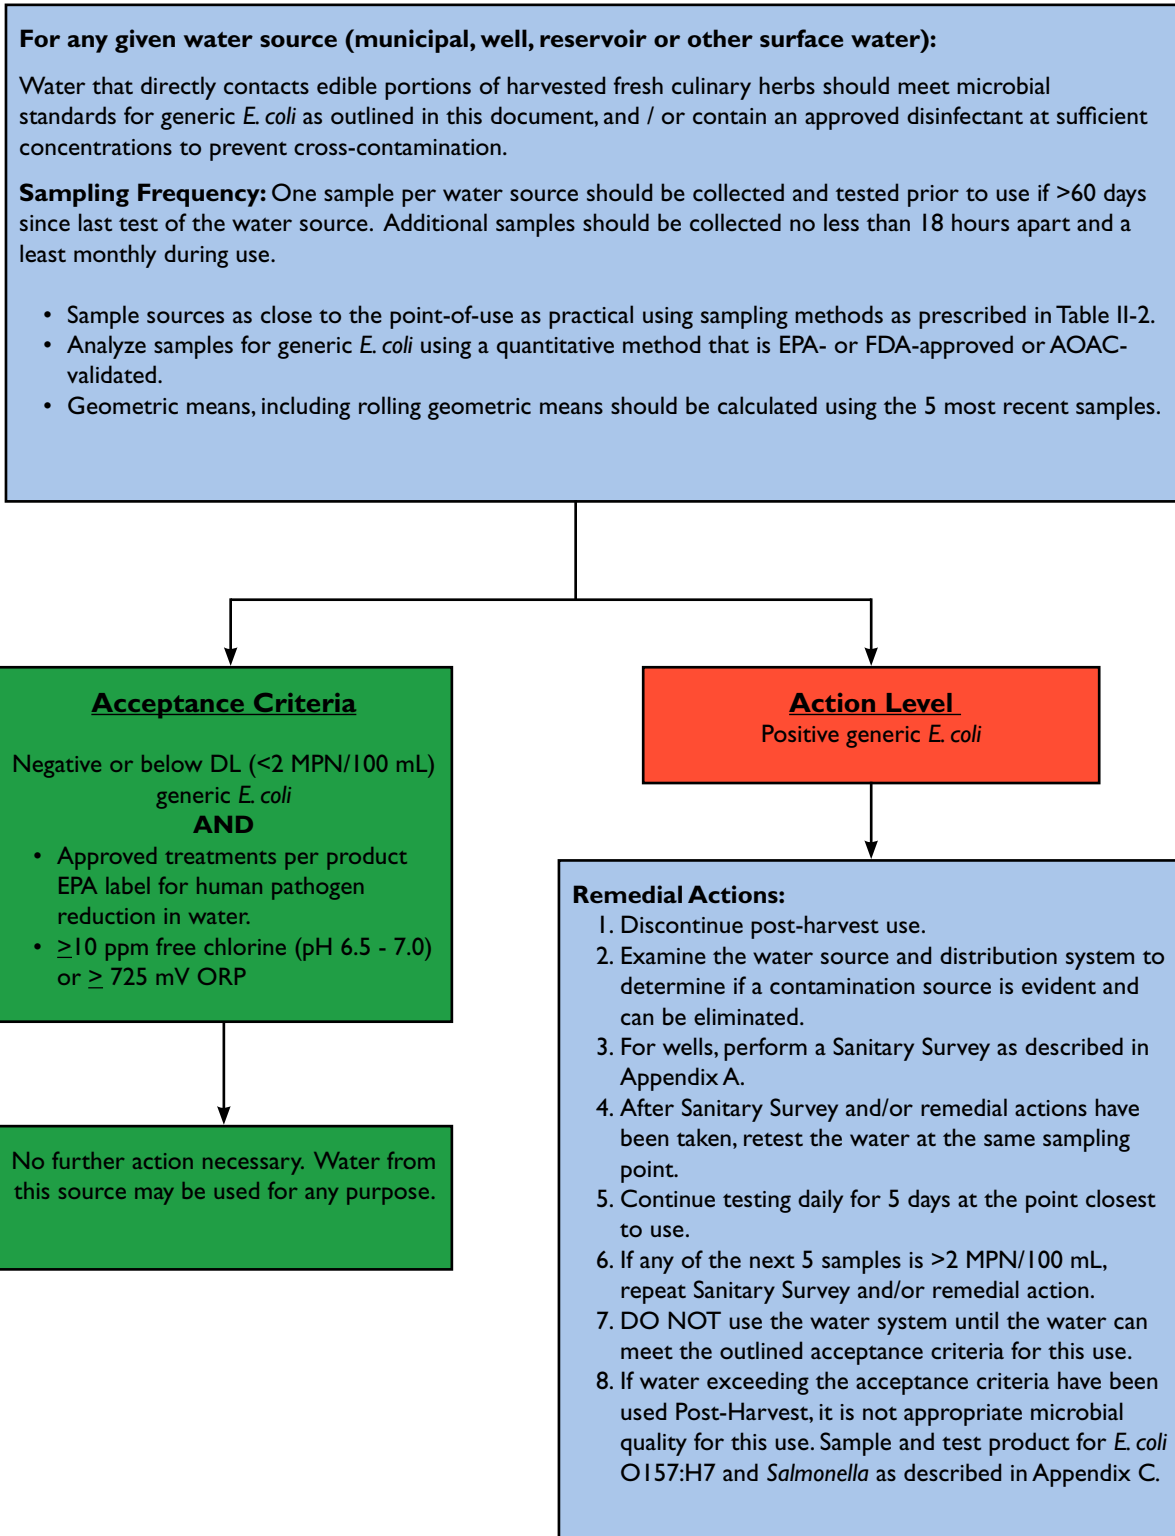 For any given water source (municipal, well, reservoir or other surface water):
Water that directly contacts edible portions of harvested fresh culinary herbs should meet microbial
standards for generic E. coli as outlined in this document, and / or contain an approved disinfectant at sufficient
concentrations to prevent cross-contamination.
Sampling Frequency: One sample per water source should be collected and tested prior to use if >60 days
since last test of the water source. Additional samples should be collected no less than 18 hours apart and a
least monthly during use.
• Sample sources as close to the point-of-use as practical using sampling methods as prescribed in Table II-2.
• Analyze samples for generic E. coli using a quantitative method that is EPA- or FDA-approved or AOAC-
validated.
• Geometric means, including rolling geometric means should be calculated using the 5 most recent samples.
Acceptance Criteria
Negative or below DL (<2 MPN/100 mL)
generic E. coli
AND
• Approved treatments per product
EPA label for human pathogen
reduction in water.
• ≥10 ppm free chlorine (pH 6.5 - 7.0)
or ≥ 725 mV ORP
No further action necessary. Water from
this source may be used for any purpose.
Action Level
Positive generic E. coli
Remedial Actions:
1. Discontinue post-harvest use.
2. Examine the water source and distribution system to
determine if a contamination source is evident and
can be eliminated.
3. For wells, perform a Sanitary Survey as described in
Appendix A.
4. After Sanitary Survey and/or remedial actions have
been taken, retest the water at the same sampling
point.
5. Continue testing daily for 5 days at the point closest
to use.
6. If any of the next 5 samples is >2 MPN/100 mL,
repeat Sanitary Survey and/or remedial action.
7. DO NOT use the water system until the water can
meet the outlined acceptance criteria for this use.
8. If water exceeding the acceptance criteria have been
used Post-Harvest, it is not appropriate microbial
quality for this use. Sample and test product for E. coli
O157:H7 and Salmonella as described in Appendix C.